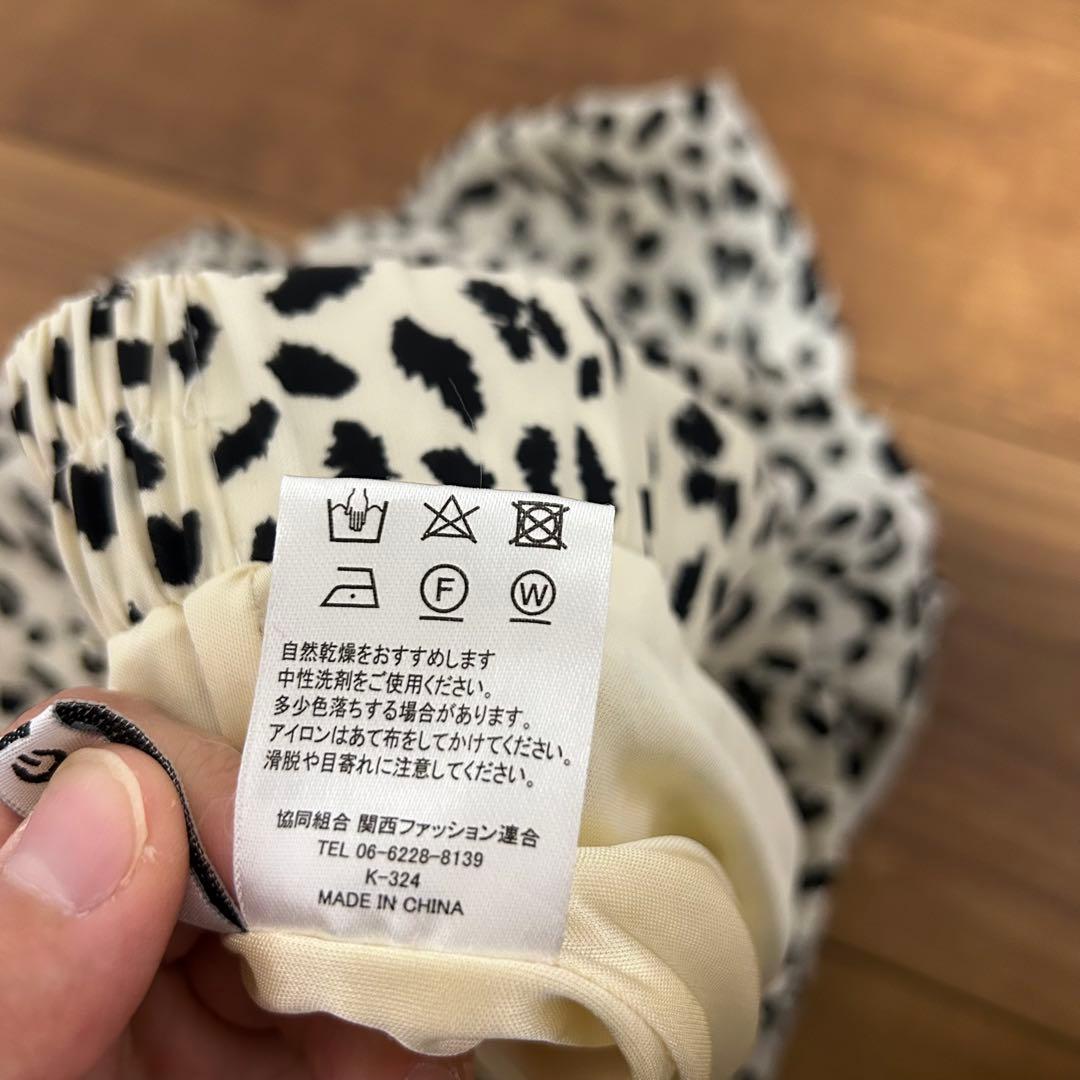 F W
自然乾燥をおすすめします
中性洗剤をご使用ください。
多少色落ちする場合があります。
アイロンはあて布をしてかけてください。
滑脱や目寄れに注意してください。
協同組合 関西ファッション連合
TEL 06-6228-8139
K-324
MADE IN CHINA